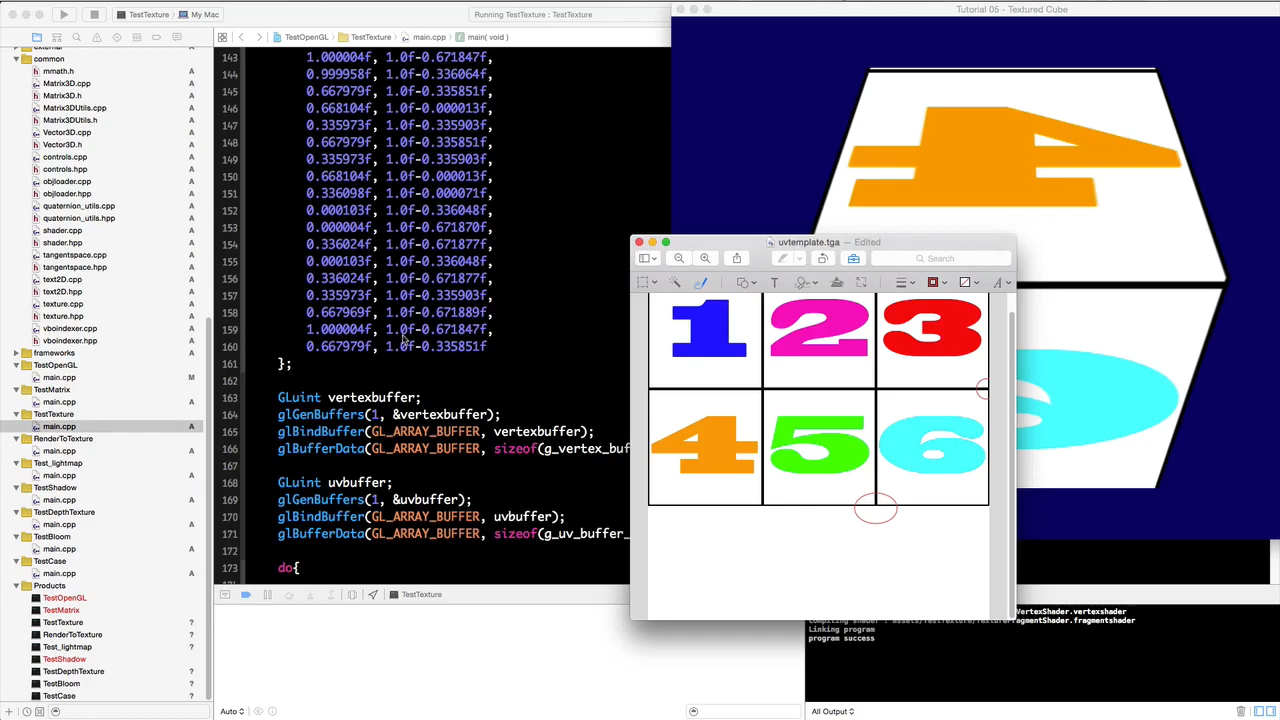 TestTexture
My Mac
Running TestTexture : TestTexture
Tutorial 05 - Textured Cube
TestOpenGL
TestTexture
main.cpp
main( void )
external
common
mmath.h
Matrix3D.cpp
Matrix3D.h
Matrix3DUtils.cpp
Matrix3DUtils.h
Vector3D.cpp
Vector3D.h
controls.cpp
controls.hpp
objloader.cpp
objloader.hpp
quaternion_utils.cpp
quaternion_utils.hpp
shader.cpp
shader.hpp
tangentspace.cpp
tangentspace.hpp
text2D.cpp
text2D.hpp
texture.cpp
texture.hpp
vboindexer.cpp
vboindexer.hpp
frameworks
TestOpenGL
main.cpp M
TestMatrix
main.cpp A
TestTexture
main.cpp A
RenderToTexture
main.cpp A
Test_lightmap
main.cpp A
TestShadow
main.cpp A
TestDepthTexture
main.cpp A
TestBloom
main.cpp A
TestCase
main.cpp A
Products
TestOpenGL
TestMatrix
TestTexture ?
RenderToTexture ?
Test_lightmap ?
TestShadow
TestDepthTexture ?
TestBloom ?
TestCase ?
143 1.000004f, 1.0f-0.671847f,
144 0.999958f, 1.0f-0.336064f,
145 0.667979f, 1.0f-0.335851f,
146 0.668104f, 1.0f-0.000013f,
147 0.335973f, 1.0f-0.335903f,
148 0.667979f, 1.0f-0.335851f,
149 0.335973f, 1.0f-0.335903f,
150 0.668104f, 1.0f-0.000013f,
151 0.336098f, 1.0f-0.000071f,
152 0.000103f, 1.0f-0.336048f,
153 0.000004f, 1.0f-0.671870f,
154 0.336024f, 1.0f-0.671877f,
155 0.000103f, 1.0f-0.336048f,
156 0.336024f, 1.0f-0.671877f,
157 0.335973f, 1.0f-0.335903f,
158 0.667969f, 1.0f-0.671889f,
159 1.000004f, 1.0f-0.671847f,
160 0.667979f, 1.0f-0.335851f
161 };
162
163 GLuint vertexbuffer;
164 glGenBuffers(1, &vertexbuffer);
165 glBindBuffer(GL_ARRAY_BUFFER, vertexbuffer);
166 glBufferData(GL_ARRAY_BUFFER, sizeof(g_vertex_buf
167
168 GLuint uvbuffer;
169 glGenBuffers(1, &uvbuffer);
170 glBindBuffer(GL_ARRAY_BUFFER, uvbuffer);
171 glBufferData(GL_ARRAY_BUFFER, sizeof(g_uv_buffer_
172
173 do{
TestTexture
Auto
4
uvtemplate.tga — Edited
Search
1 2 3
4 5 6
VertexShader.vertexshader
Compiling shader : Assets/TestTexture/TextureFragmentShader.fragmentshader
Linking program
program success
All Output